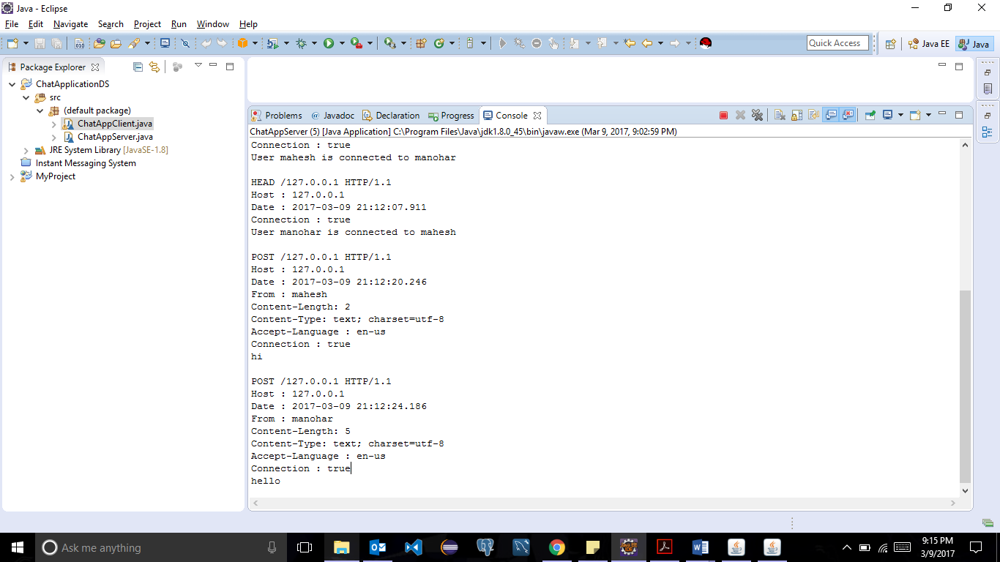 Java - Eclipse
File Edit Navigate Search Project Run Window Help
Quick Access
Java EE
Java
Package Explorer
ChatApplicationDS
src
(default package)
ChatAppClient.java
ChatAppServer.java
JRE System Library [JavaSE-1.8]
Instant Messaging System
MyProject
Problems @ Javadoc Declaration Progress Console
ChatAppServer (5) [Java Application] C:\Program Files\Java\jdk1.8.0_45\bin\javaw.exe (Mar 9, 2017, 9:02:59 PM)
Connection : true
User mahesh is connected to manohar
HEAD /127.0.0.1 HTTP/1.1
Host : 127.0.0.1
Date : 2017-03-09 21:12:07.911
Connection : true
User manohar is connected to mahesh
POST /127.0.0.1 HTTP/1.1
Host : 127.0.0.1
Date : 2017-03-09 21:12:20.246
From : mahesh
Content-Length: 2
Content-Type: text; charset=utf-8
Accept-Language : en-us
Connection : true
hi
POST /127.0.0.1 HTTP/1.1
Host : 127.0.0.1
Date : 2017-03-09 21:12:24.186
From : manohar
Content-Length: 5
Content-Type: text; charset=utf-8
Accept-Language : en-us
Connection : true
hello
Ask me anything
9:15 PM
3/9/2017